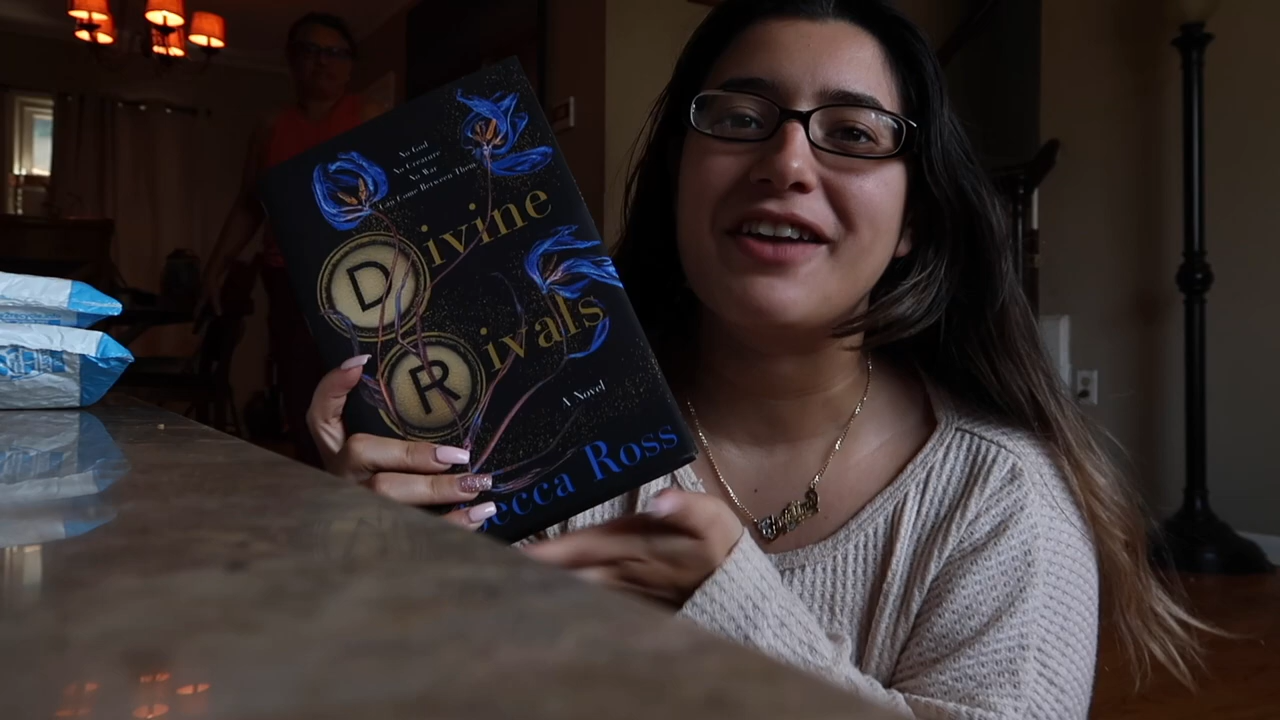 No God
No Creature
No War
Can Come Between Them
Divine
Rivals
A Novel
ecca Ross